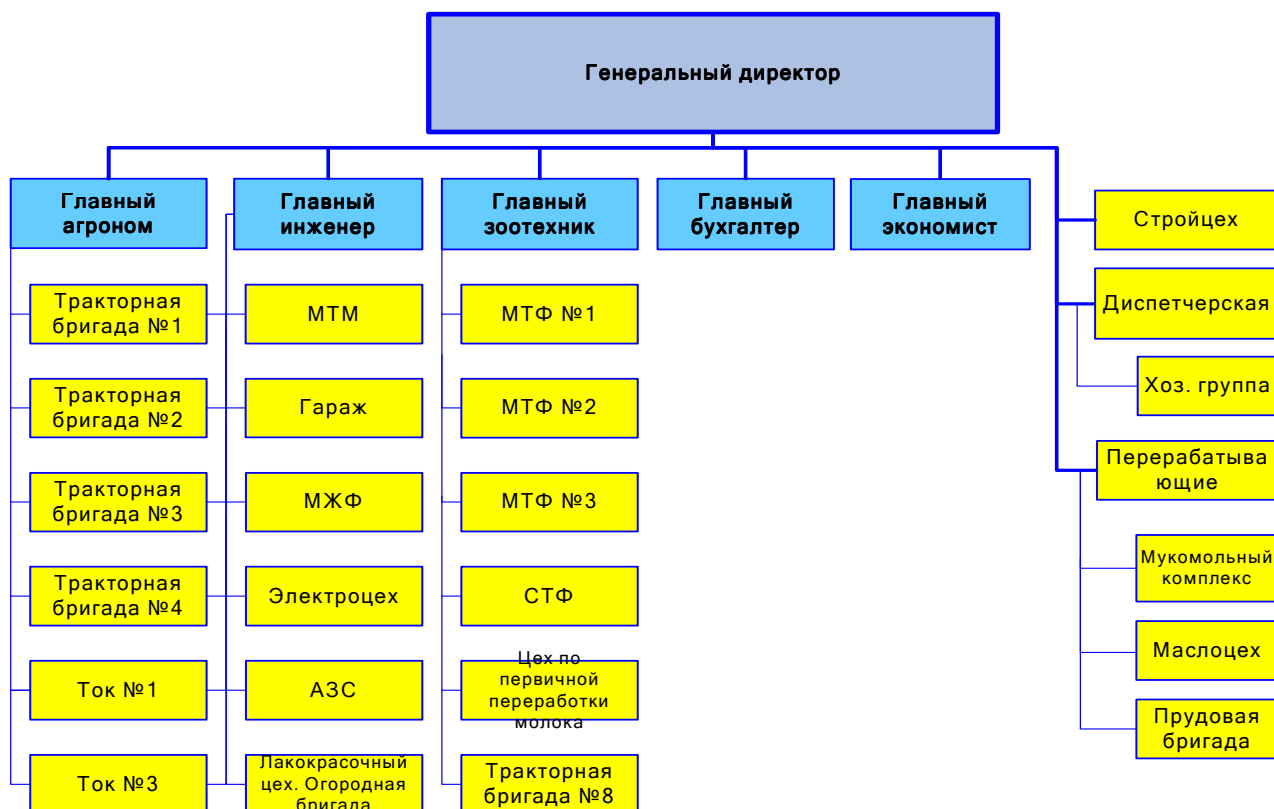 Генеральный директор
Главный
агроном
Главный
инженер
Главный
зоотехник
Главный
бухгалтер
Главный
экономист
Стройцех
Диспетчерская
Хоз. группа
Перерабатыва
ющие
Мукомольный
комплекс
Маслоцех
Прудовая
бригада
Тракторная
бригада №1
Тракторная
бригада №2
Тракторная
бригада №3
Тракторная
бригада №4
Ток №1
Ток №3
МТМ
Гараж
МЖФ
Электроцех
АЗС
Лакокрасочный
цех. Огородная
бригада
МТФ №1
МТФ №2
МТФ №3
СТФ
Цех по
первичной
переработки
молока
Тракторная
бригада №8